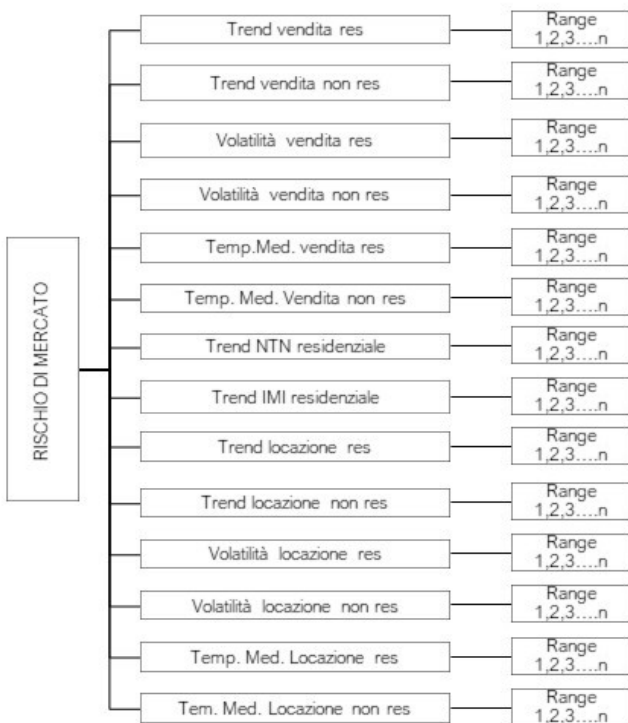 RISCHIO DI MERCATO
Trend vendita res
Range
1,2,3....n
Trend vendita non res
Range
1,2,3....n
Volatilità vendita res
Range
1,2,3....n
Volatilità vendita non res
Range
1,2,3....n
Temp.Med. vendita res
Range
1,2,3....n
Temp. Med. Vendita non res
Range
1,2,3....n
Trend NTN residenziale
Range
1,2,3....n
Trend IMI residenziale
Range
1,2,3....n
Trend locazione res
Range
1,2,3....n
Trend locazione non res
Range
1,2,3....n
Volatilità locazione res
Range
1,2,3....n
Volatilità locazione non res
Range
1,2,3....n
Temp. Med. Locazione res
Range
1,2,3....n
Tem. Med. Locazione non res
Range
1,2,3....n